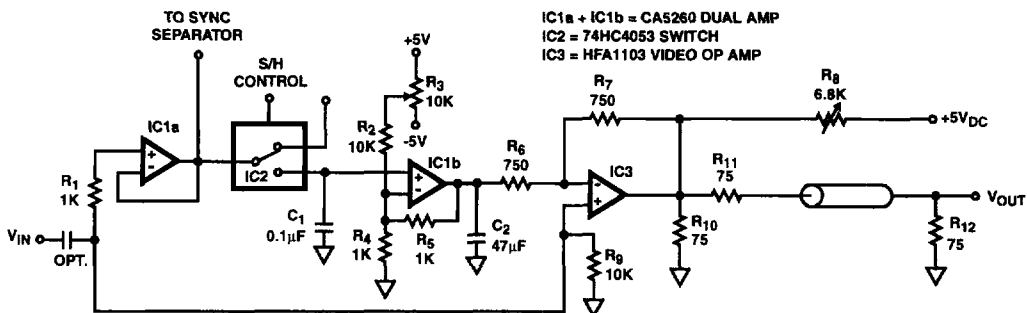 TO SYNC
SEPARATOR
IC1a + IC1b = CA5260 DUAL AMP
IC2 = 74HC4053 SWITCH
IC3 = HFA1103 VIDEO OP AMP
S/H
CONTROL
+5V
R3
10K
-5V
R2
10K
R7
750
R8
6.8K
+5VDC
IC1a
+
-
IC2
IC1b
+
-
R6
750
IC3
-
+
R11
75
VOUT
R1
1K
C1
0.1µF
R4
1K
R5
1K
C2
47µF
R10
75
R12
75
VIN
OPT.
R9
10K